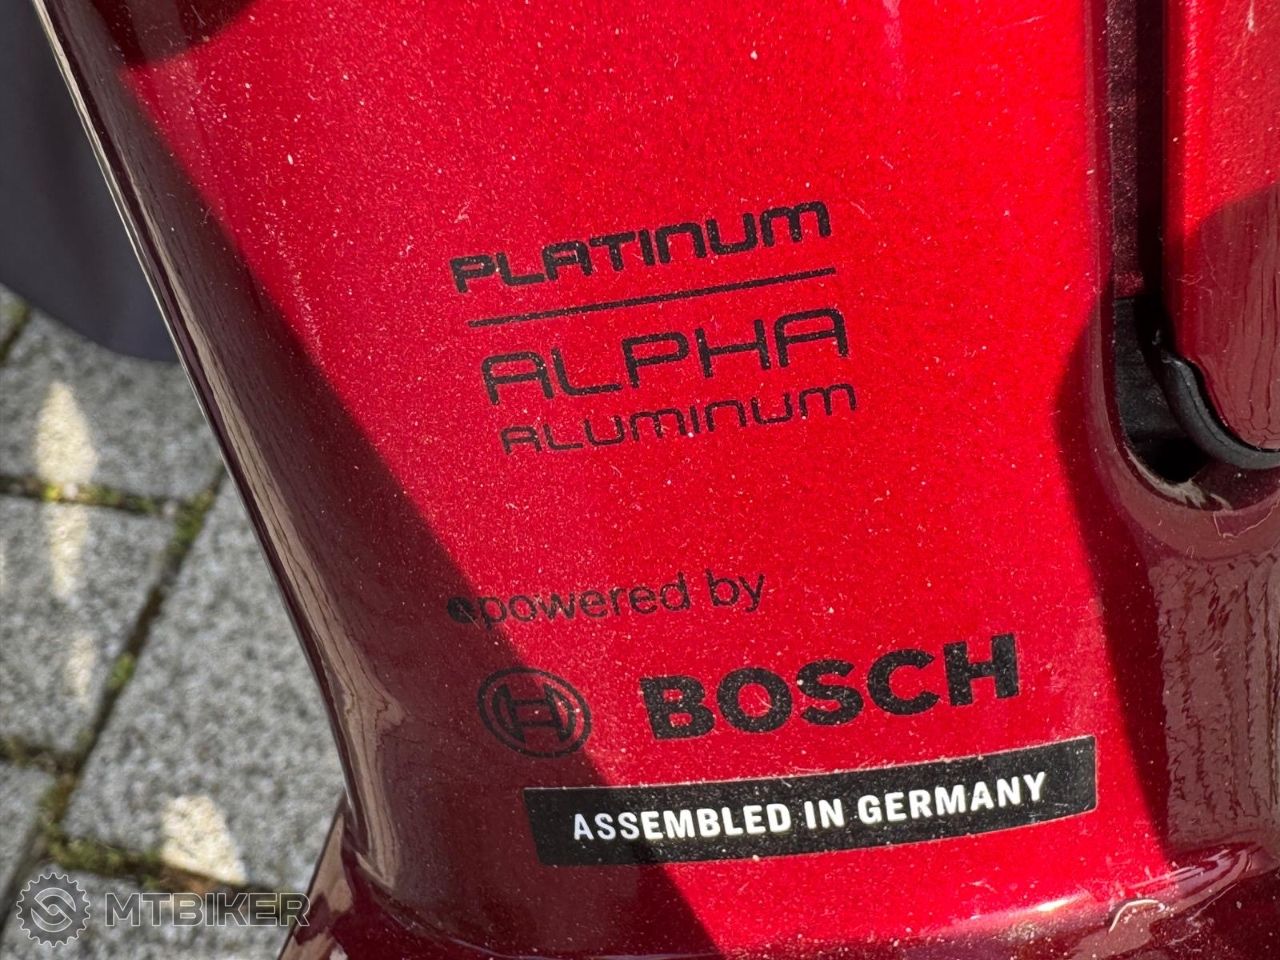 PLATINUM
ALPHA
ALUMINUM
powered by
BOSCH
ASSEMBLED IN GERMANY
MTBIKER